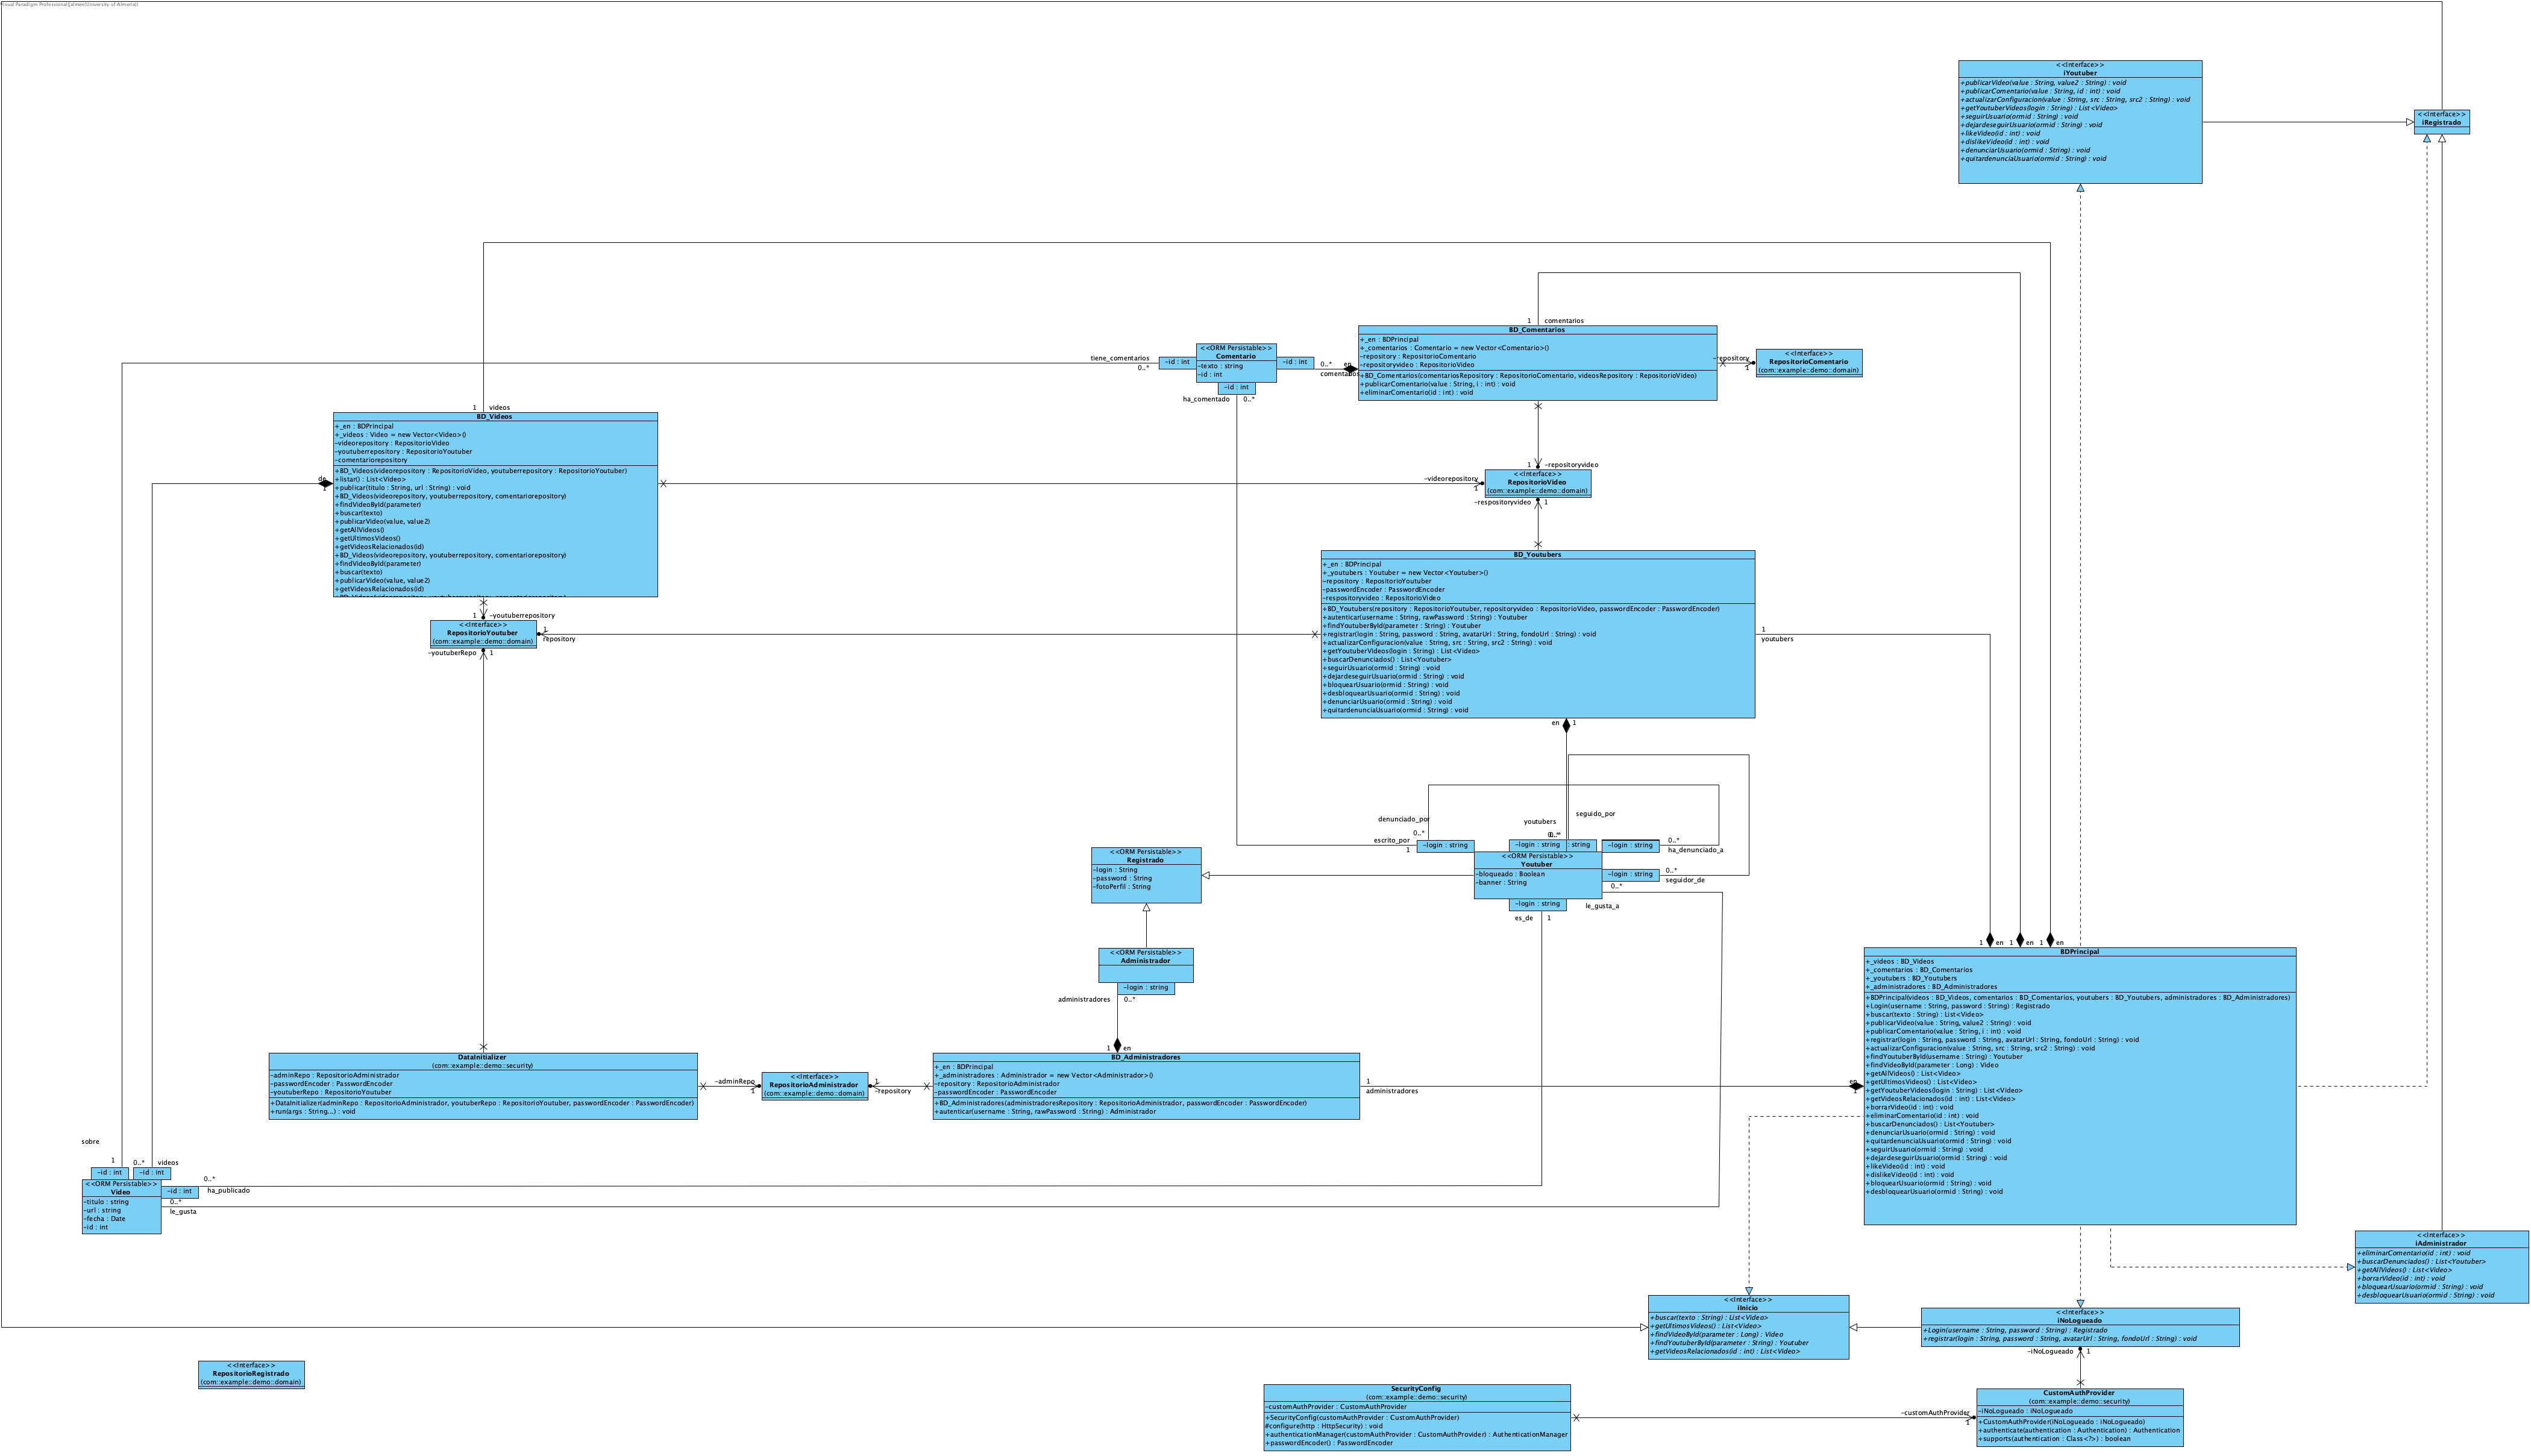 Visual Paradigm Professional(jalmen(University of Almeria))
<<Interface>>
iYoutuber
+publicarVideo(value : String, value2 : String) : void
+publicarComentario(value : String, id : int) : void
+actualizarConfiguracion(value : String, src : String, src2 : String) : void
+getYoutuberVideos(login : String) : List<Video>
+seguirUsuario(ormid : String) : void
+dejardeseguirUsuario(ormid : String) : void
+likeVideo(id : int) : void
+dislikeVideo(id : int) : void
+denunciarUsuario(ormid : String) : void
+quitardenunciaUsuario(ormid : String) : void
<<Interface>>
iRegistrado
1 comentarios
BD_Comentarios
+_en : BDPrincipal
+_comentarios : Comentario = new Vector<Comentario>()
-repository : RepositorioComentario
-repositoryvideo : RepositorioVideo
+BD_Comentarios(comentariosRepository : RepositorioComentario, videosRepository : RepositorioVideo)
+publicarComentario(value : String, i : int) : void
+eliminarComentario(id : int) : void
-repository
1
<<Interface>>
RepositorioComentario
(com::example::demo::domain)
tiene_comentarios
0..*
-id : int
<<ORM Persistable>>
Comentario
-texto : string
-id : int
-id : int
-id : int
0..* en
comentarios
ha_comentado 0..*
1 videos
BD_Videos
+_en : BDPrincipal
+_videos : Video = new Vector<Video>()
-videorepository : RepositorioVideo
-youtuberrepository : RepositorioYoutuber
-comentariorepository
+BD_Videos(videorepository : RepositorioVideo, youtuberrepository : RepositorioYoutuber)
+listar() : List<Video>
+publicar(titulo : String, url : String) : void
+BD_Videos(videorepository, youtuberrepository, comentariorepository)
+findVideoById(parameter)
+buscar(texto)
+publicarVideo(value, value2)
+getAllVideos()
+getUltimosVideos()
+getVideosRelacionados(id)
+BD_Videos(videorepository, youtuberrepository, comentariorepository)
+findVideoById(parameter)
+buscar(texto)
+publicarVideo(value, value2)
+getVideosRelacionados(id)
de
1
-videorepository
1
1 -repositoryvideo
<<Interface>>
RepositorioVideo
(com::example::demo::domain)
-respositoryvideo 1
1 -youtuberrepository
<<Interface>>
RepositorioYoutuber
(com::example::demo::domain)
1
repository
-youtuberRepo 1
BD_Youtubers
+_en : BDPrincipal
+_youtubers : Youtuber = new Vector<Youtuber>()
-repository : RepositorioYoutuber
-passwordEncoder : PasswordEncoder
-respositoryvideo : RepositorioVideo
+BD_Youtubers(repository : RepositorioYoutuber, repositoryvideo : RepositorioVideo, passwordEncoder : PasswordEncoder)
+autenticar(username : String, rawPassword : String) : Youtuber
+findYoutuberById(parameter : String) : Youtuber
+registrar(login : String, password : String, avatarUrl : String, fondoUrl : String) : void
+actualizarConfiguracion(value : String, src : String, src2 : String) : void
+getYoutuberVideos(login : String) : List<Video>
+buscarDenunciados() : List<Youtuber>
+seguirUsuario(ormid : String) : void
+dejardeseguirUsuario(ormid : String) : void
+bloquearUsuario(ormid : String) : void
+desbloquearUsuario(ormid : String) : void
+denunciarUsuario(ormid : String) : void
+quitardenunciaUsuario(ormid : String) : void
1
youtubers
en 1
denunciado_por
youtubers
seguido_por
0..*
0..*
escrito_por
1
-login : string
-login : string
: string
-login : string
0..*
ha_denunciado_a
<<ORM Persistable>>
Youtuber
-bloqueado : Boolean
-banner : String
-login : string
0..*
seguidor_de
0..*
le_gusta_a
-login : string
es_de 1
<<ORM Persistable>>
Registrado
-login : String
-password : String
-fotoPerfil : String
<<ORM Persistable>>
Administrador
-login : string
administradores 0..*
1 en
BD_Administradores
+_en : BDPrincipal
+_administradores : Administrador = new Vector<Administrador>()
-repository : RepositorioAdministrador
-passwordEncoder : PasswordEncoder
+BD_Administradores(administradoresRepository : RepositorioAdministrador, passwordEncoder : PasswordEncoder)
+autenticar(username : String, rawPassword : String) : Administrador
1
administradores
en
1
1
-repository
<<Interface>>
RepositorioAdministrador
(com::example::demo::domain)
-adminRepo
1
DataInitializer
(com::example::demo::security)
-adminRepo : RepositorioAdministrador
-passwordEncoder : PasswordEncoder
-youtuberRepo : RepositorioYoutuber
+DataInitializer(adminRepo : RepositorioAdministrador, youtuberRepo : RepositorioYoutuber, passwordEncoder : PasswordEncoder)
+run(args : String...) : void
1 en 1 en 1 en
BDPrincipal
+_videos : BD_Videos
+_comentarios : BD_Comentarios
+_youtubers : BD_Youtubers
+_administradores : BD_Administradores
+BDPrincipal(videos : BD_Videos, comentarios : BD_Comentarios, youtubers : BD_Youtubers, administradores : BD_Administradores)
+Login(username : String, password : String) : Registrado
+buscar(texto : String) : List<Video>
+publicarVideo(value : String, value2 : String) : void
+publicarComentario(value : String, i : int) : void
+registrar(login : String, password : String, avatarUrl : String, fondoUrl : String) : void
+actualizarConfiguracion(value : String, src : String, src2 : String) : void
+findYoutuberById(username : String) : Youtuber
+findVideoById(parameter : Long) : Video
+getAllVideos() : List<Video>
+getUltimosVideos() : List<Video>
+getYoutuberVideos(login : String) : List<Video>
+getVideosRelacionados(id : int) : List<Video>
+borrarVideo(id : int) : void
+eliminarComentario(id : int) : void
+buscarDenunciados() : List<Youtuber>
+denunciarUsuario(ormid : String) : void
+quitardenunciaUsuario(ormid : String) : void
+seguirUsuario(ormid : String) : void
+dejardeseguirUsuario(ormid : String) : void
+likeVideo(id : int) : void
+dislikeVideo(id : int) : void
+bloquearUsuario(ormid : String) : void
+desbloquearUsuario(ormid : String) : void
sobre
1 0..* videos
-id : int
-id : int
<<ORM Persistable>>
Video
-titulo : string
-url : string
-fecha : Date
-id : int
-id : int
0..*
ha_publicado
0..*
le_gusta
<<Interface>>
iAdministrador
+eliminarComentario(id : int) : void
+buscarDenunciados() : List<Youtuber>
+getAllVideos() : List<Video>
+borrarVideo(id : int) : void
+bloquearUsuario(ormid : String) : void
+desbloquearUsuario(ormid : String) : void
<<Interface>>
iInicio
+buscar(texto : String) : List<Video>
+getUltimosVideos() : List<Video>
+findVideoById(parameter : Long) : Video
+findYoutuberById(parameter : String) : Youtuber
+getVideosRelacionados(id : int) : List<Video>
<<Interface>>
iNoLogueado
+Login(username : String, password : String) : Registrado
+registrar(login : String, password : String, avatarUrl : String, fondoUrl : String) : void
-iNoLogueado 1
<<Interface>>
RepositorioRegistrado
(com::example::demo::domain)
SecurityConfig
(com::example::demo::security)
-customAuthProvider : CustomAuthProvider
+SecurityConfig(customAuthProvider : CustomAuthProvider)
#configure(http : HttpSecurity) : void
+authenticationManager(customAuthProvider : CustomAuthProvider) : AuthenticationManager
+passwordEncoder() : PasswordEncoder
-customAuthProvider
1
CustomAuthProvider
(com::example::demo::security)
-iNoLogueado : iNoLogueado
+CustomAuthProvider(iNoLogueado : iNoLogueado)
+authenticate(authentication : Authentication) : Authentication
+supports(authentication : Class<?>) : boolean